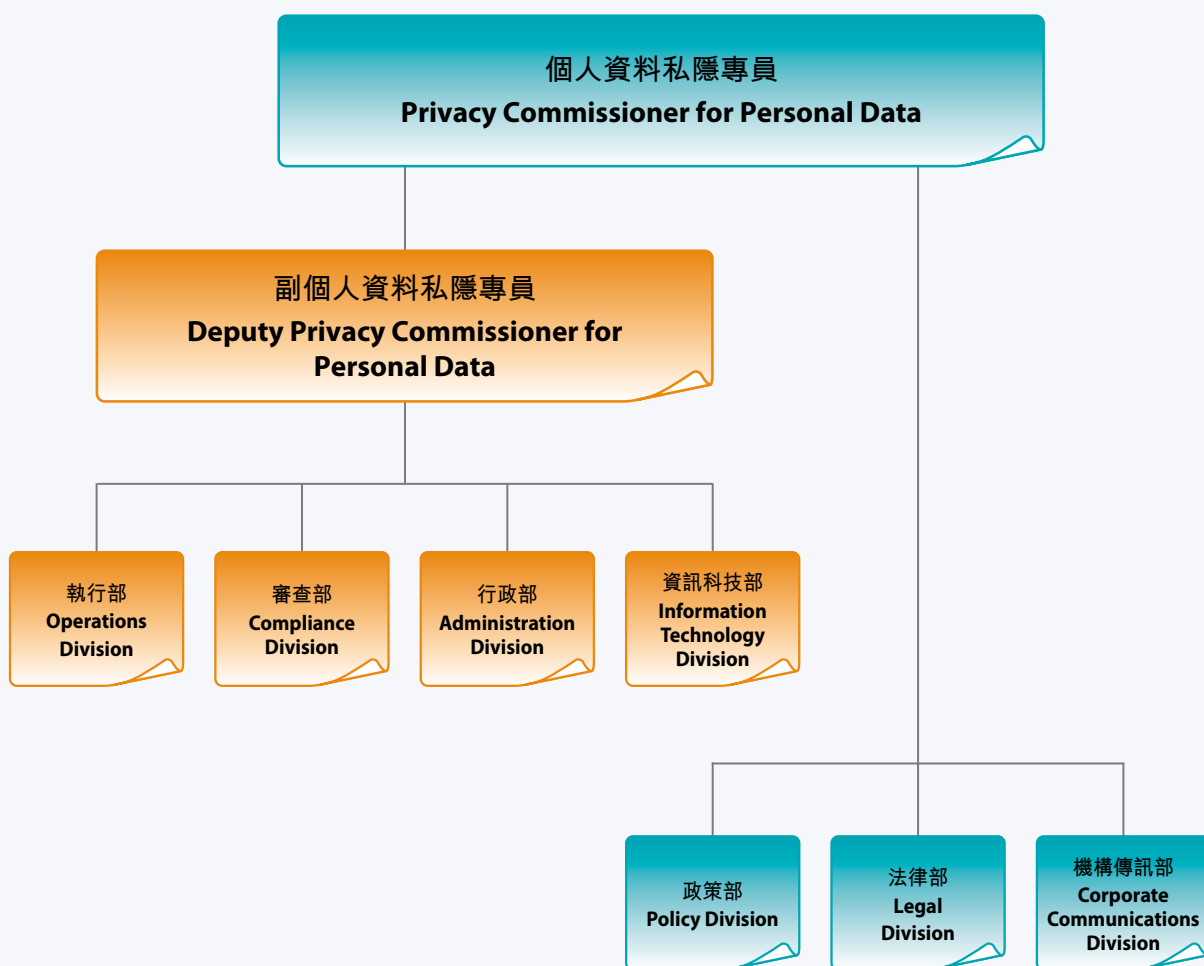 個人資料私隱專員
Privacy Commissioner for Personal Data
副個人資料私隱專員
Deputy Privacy Commissioner for
Personal Data
執行部
Operations
Division
審查部
Compliance
Division
行政部
Administration
Division
資訊科技部
Information
Technology
Division
政策部
Policy Division
法律部
Legal
Division
機構傳訊部
Corporate
Communications
Division